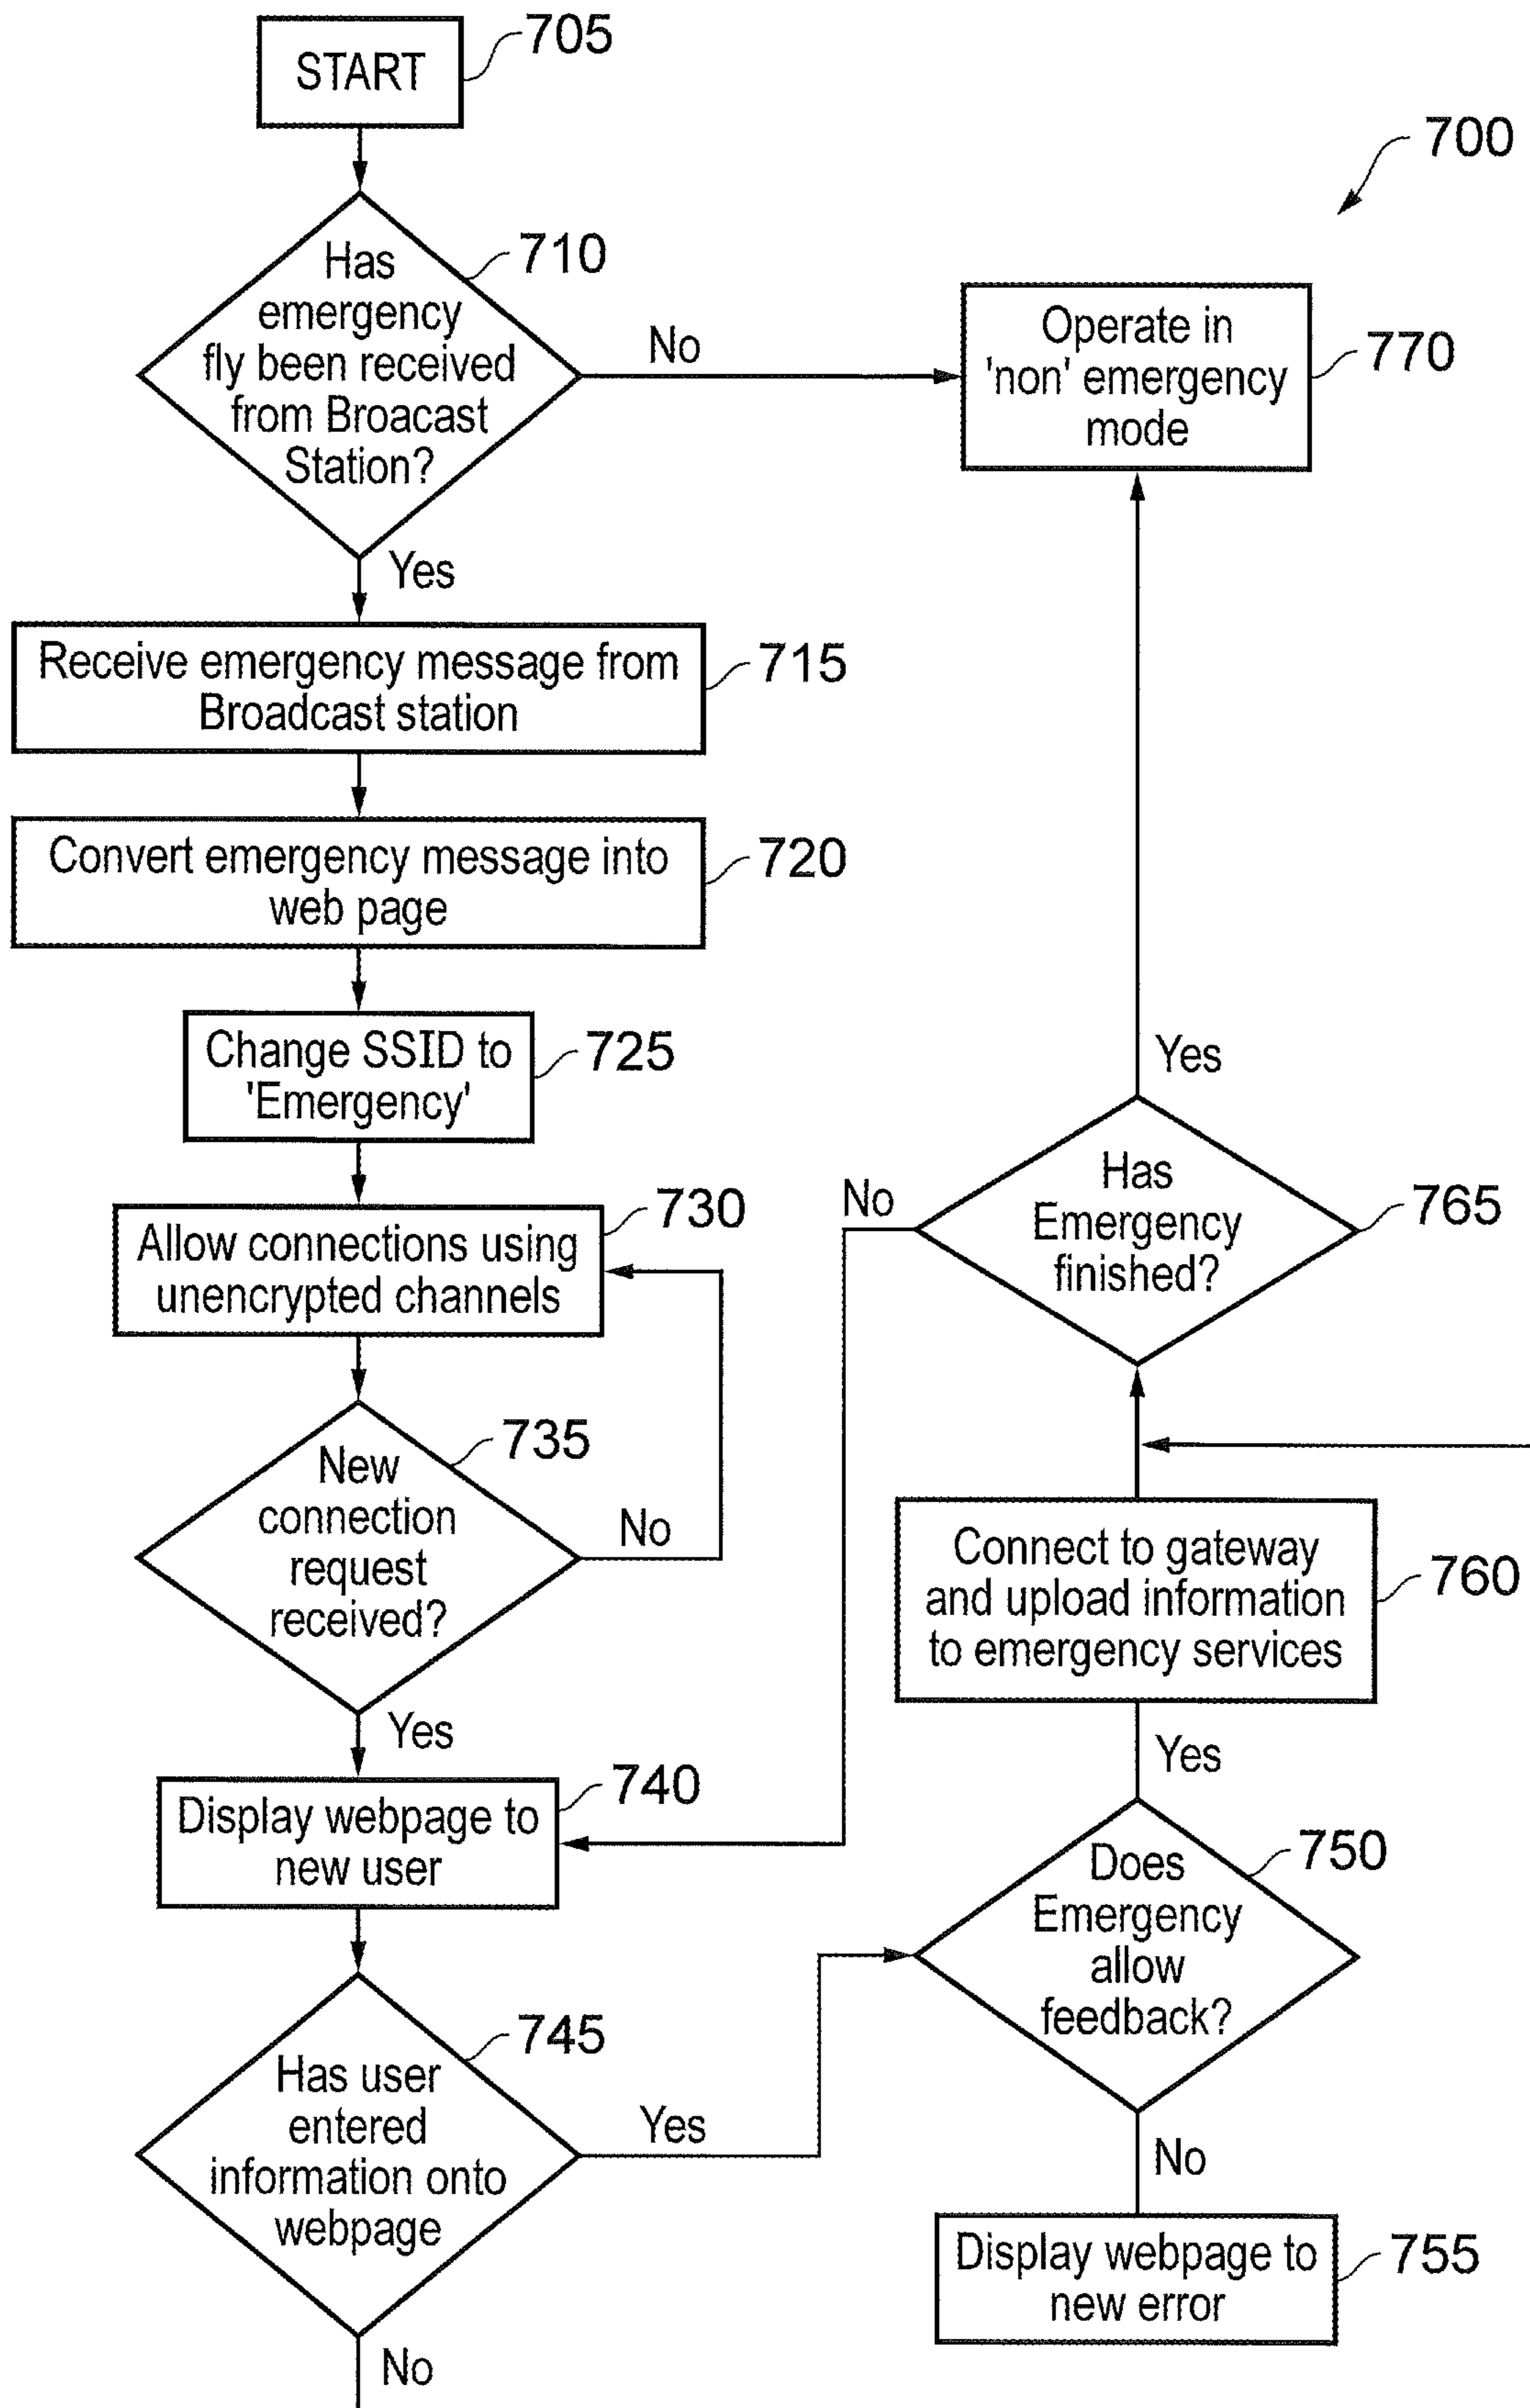 START
705
700
Has
emergency
fly been received
from Broacast
Station?
710
No
Operate in
'non' emergency
mode
770
Yes
Receive emergency message from
Broadcast station
715
Convert emergency message into
web page
720
Change SSID to
'Emergency'
725
Allow connections using
unencrypted channels
730
New
connection
request
received?
735
No
Yes
Display webpage to
new user
740
Has user
entered
information onto
webpage
745
Yes
No
Yes
Has
Emergency
finished?
765
No
Connect to gateway
and upload information
to emergency services
760
Yes
Does
Emergency
allow
feedback?
750
No
Display webpage to
new error
755